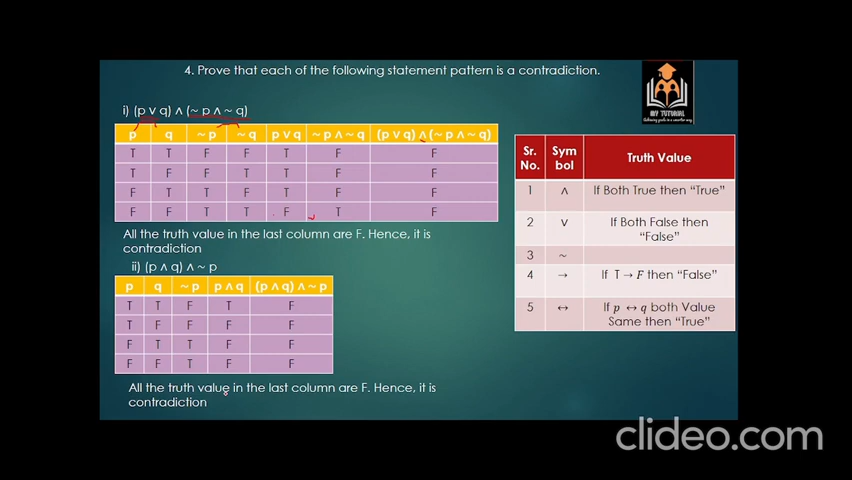 4. Prove that each of the following statement pattern is a contradiction.
MY TUTORIAL
i) (p ∨ q) ∧ (~ p ∧ ~ q)
p q ~ p ~ q p ∨ q ~ p ∧ ~ q (p ∨ q) ∧ (~ p ∧ ~ q)
T T F F T F F
T F F T T F F
F T T F T F F
F F T T F T F
All the truth value in the last column are F. Hence, it is
contradiction
ii) (p ∧ q) ∧ ~ p
p q ~ p p ∧ q (p ∧ q) ∧ ~ p
T T F T F
T F F F F
F T T F F
F F T F F
All the truth value in the last column are F. Hence, it is
contradiction
Sr. No. Sym bol Truth Value
1 ∧ If Both True then “True”
2 ∨ If Both False then
“False”
3 ~
4 → If T → F then “False”
5 ↔ If p ↔ q both Value
Same then “True”
clideo.com